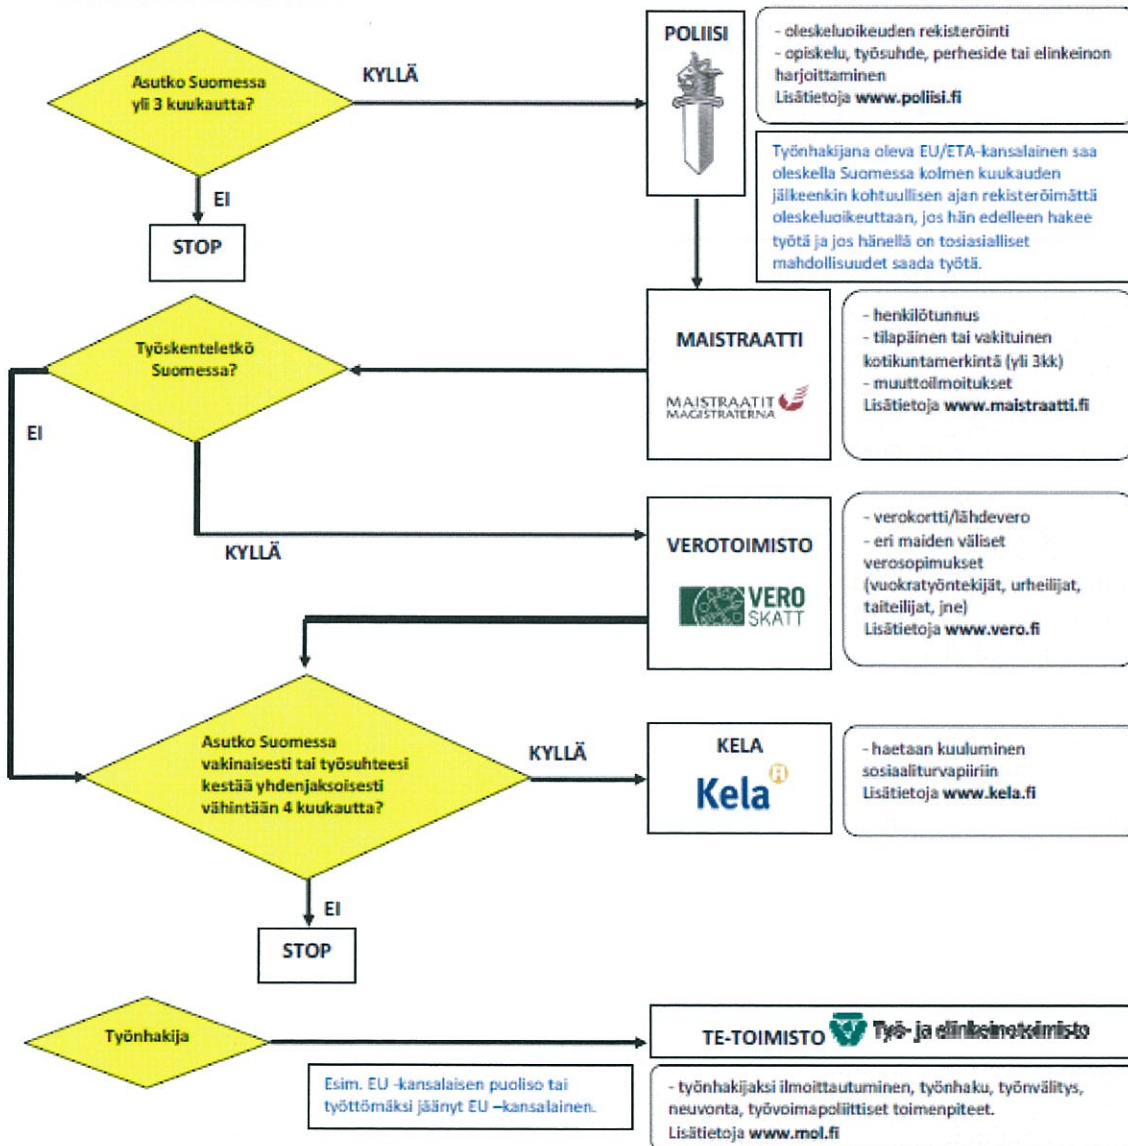 Asutko Suomessa
yli 3 kuukautta?
KYLLÄ
EI
STOP
POLIISI
- oleskeluoikeuden rekisteröinti
- opiskelu, työsuhde, perheside tai elinkeinon
harjoittaminen
Lisätietoja www.poliisi.fi
Työnhakijana oleva EU/ETA-kansalainen saa
oleskella Suomessa kolmen kuukauden
jälkeenkin kohtuullisen ajan rekisteröimättä
oleskeluoikeuttaan, jos hän edelleen hakee
työtä ja jos hänellä on tosiasialliset
mahdollisuudet saada työtä.
MAISTRAATTI
MAISTRAATIT
MAGISTRATERNA
- henkilötunnus
- tilapäinen tai vakituinen
kotikuntamerkintä (yli 3kk)
- muuttoilmoitukset
Lisätietoja www.maistraatti.fi
Työskenteletkö
Suomessa?
EI
KYLLÄ
VEROTOIMISTO
VERO
SKATT
- verokortti/lähdevero
- eri maiden väliset
verosopimukset
(vuokratyöntekijät, urheilijat,
taiteilijat, jne)
Lisätietoja www.vero.fi
Asutko Suomessa
vakinaisesti tai työsuhteesi
kestää yhdenjaksoisesti
vähintään 4 kuukautta?
KYLLÄ
EI
STOP
KELA
Kela
- haetaan kuuluminen
sosiaaliturvapiiriin
Lisätietoja www.kela.fi
Työnhakija
Esim. EU -kansalaisen puoliso tai
työttömäksi jäänyt EU –kansalainen.
TE-TOIMISTO Työ- ja elinkeinotoimisto
- työnhakijaksi ilmoittautuminen, työnhaku, työnvälitys,
neuvonta, työvoimapoliittiset toimenpiteet.
Lisätietoja www.mol.fi